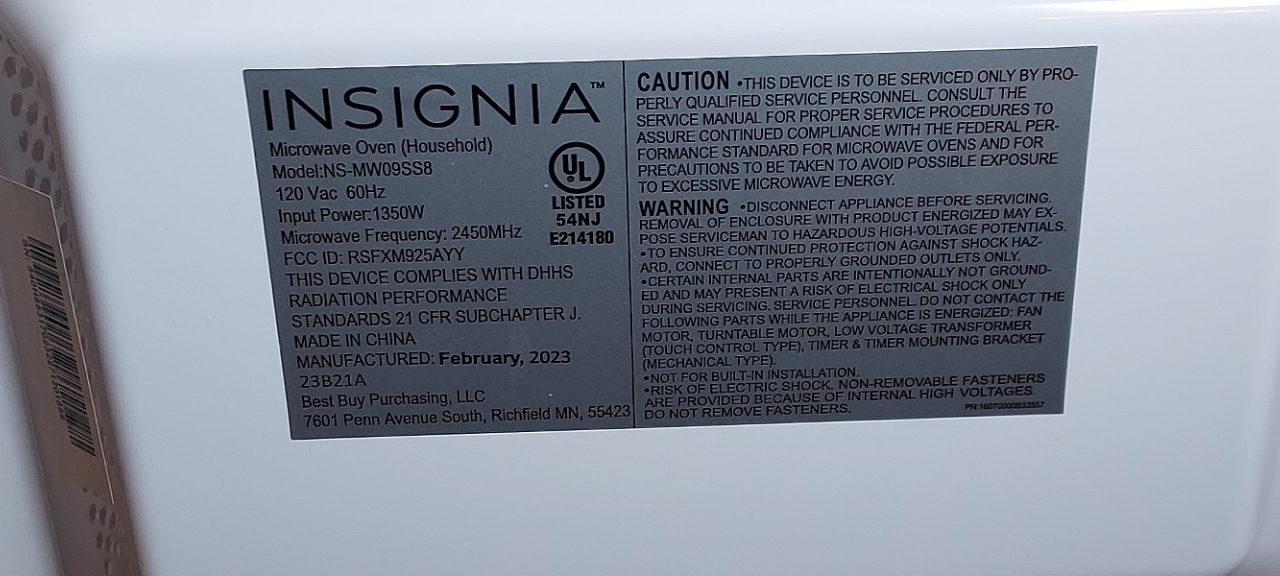 INSIGNIA™
Microwave Oven (Household)
Model:NS-MW09SS8
120 Vac 60Hz
Input Power:1350W
Microwave Frequency: 2450MHz
FCC ID: RSFXM925AYY
THIS DEVICE COMPLIES WITH DHHS
RADIATION PERFORMANCE
STANDARDS 21 CFR SUBCHAPTER J.
MADE IN CHINA
MANUFACTURED: February, 2023
23B21A
Best Buy Purchasing, LLC
7601 Penn Avenue South, Richfield MN, 55423
UL
LISTED
54NJ
E214180
CAUTION •THIS DEVICE IS TO BE SERVICED ONLY BY PRO-
PERLY QUALIFIED SERVICE PERSONNEL. CONSULT THE
SERVICE MANUAL FOR PROPER SERVICE PROCEDURES TO
ASSURE CONTINUED COMPLIANCE WITH THE FEDERAL PER-
FORMANCE STANDARD FOR MICROWAVE OVENS AND FOR
PRECAUTIONS TO BE TAKEN TO AVOID POSSIBLE EXPOSURE
TO EXCESSIVE MICROWAVE ENERGY.
WARNING •DISCONNECT APPLIANCE BEFORE SERVICING.
REMOVAL OF ENCLOSURE WITH PRODUCT ENERGIZED MAY EX-
POSE SERVICEMAN TO HAZARDOUS HIGH-VOLTAGE POTENTIALS.
•TO ENSURE CONTINUED PROTECTION AGAINST SHOCK HAZ-
ARD, CONNECT TO PROPERLY GROUNDED OUTLETS ONLY.
•CERTAIN INTERNAL PARTS ARE INTENTIONALLY NOT GROUND-
ED AND MAY PRESENT A RISK OF ELECTRICAL SHOCK ONLY
DURING SERVICING. SERVICE PERSONNEL. DO NOT CONTACT THE
FOLLOWING PARTS WHILE THE APPLIANCE IS ENERGIZED: FAN
MOTOR, TURNTABLE MOTOR, LOW VOLTAGE TRANSFORMER
(TOUCH CONTROL TYPE), TIMER & TIMER MOUNTING BRACKET
(MECHANICAL TYPE).
•NOT FOR BUILT-IN INSTALLATION.
•RISK OF ELECTRIC SHOCK. NON-REMOVABLE FASTENERS
ARE PROVIDED BECAUSE OF INTERNAL HIGH VOLTAGES.
DO NOT REMOVE FASTENERS.